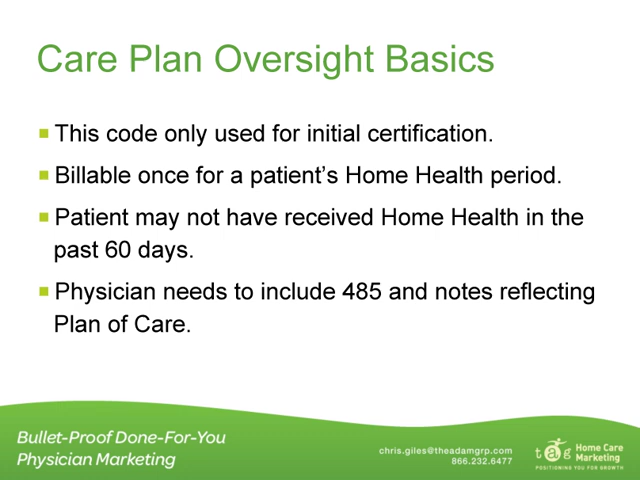 Care Plan Oversight Basics
This code only used for initial certification.
Billable once for a patient's Home Health period.
Patient may not have received Home Health in the
past 60 days.
Physician needs to include 485 and notes reflecting
Plan of Care.
Bullet-Proof Done-For-You
Physician Marketing
chris.giles@theadamgrp.com
866.232.6477
tag Home Care
Marketing
POSITIONING YOU FOR GROWTH